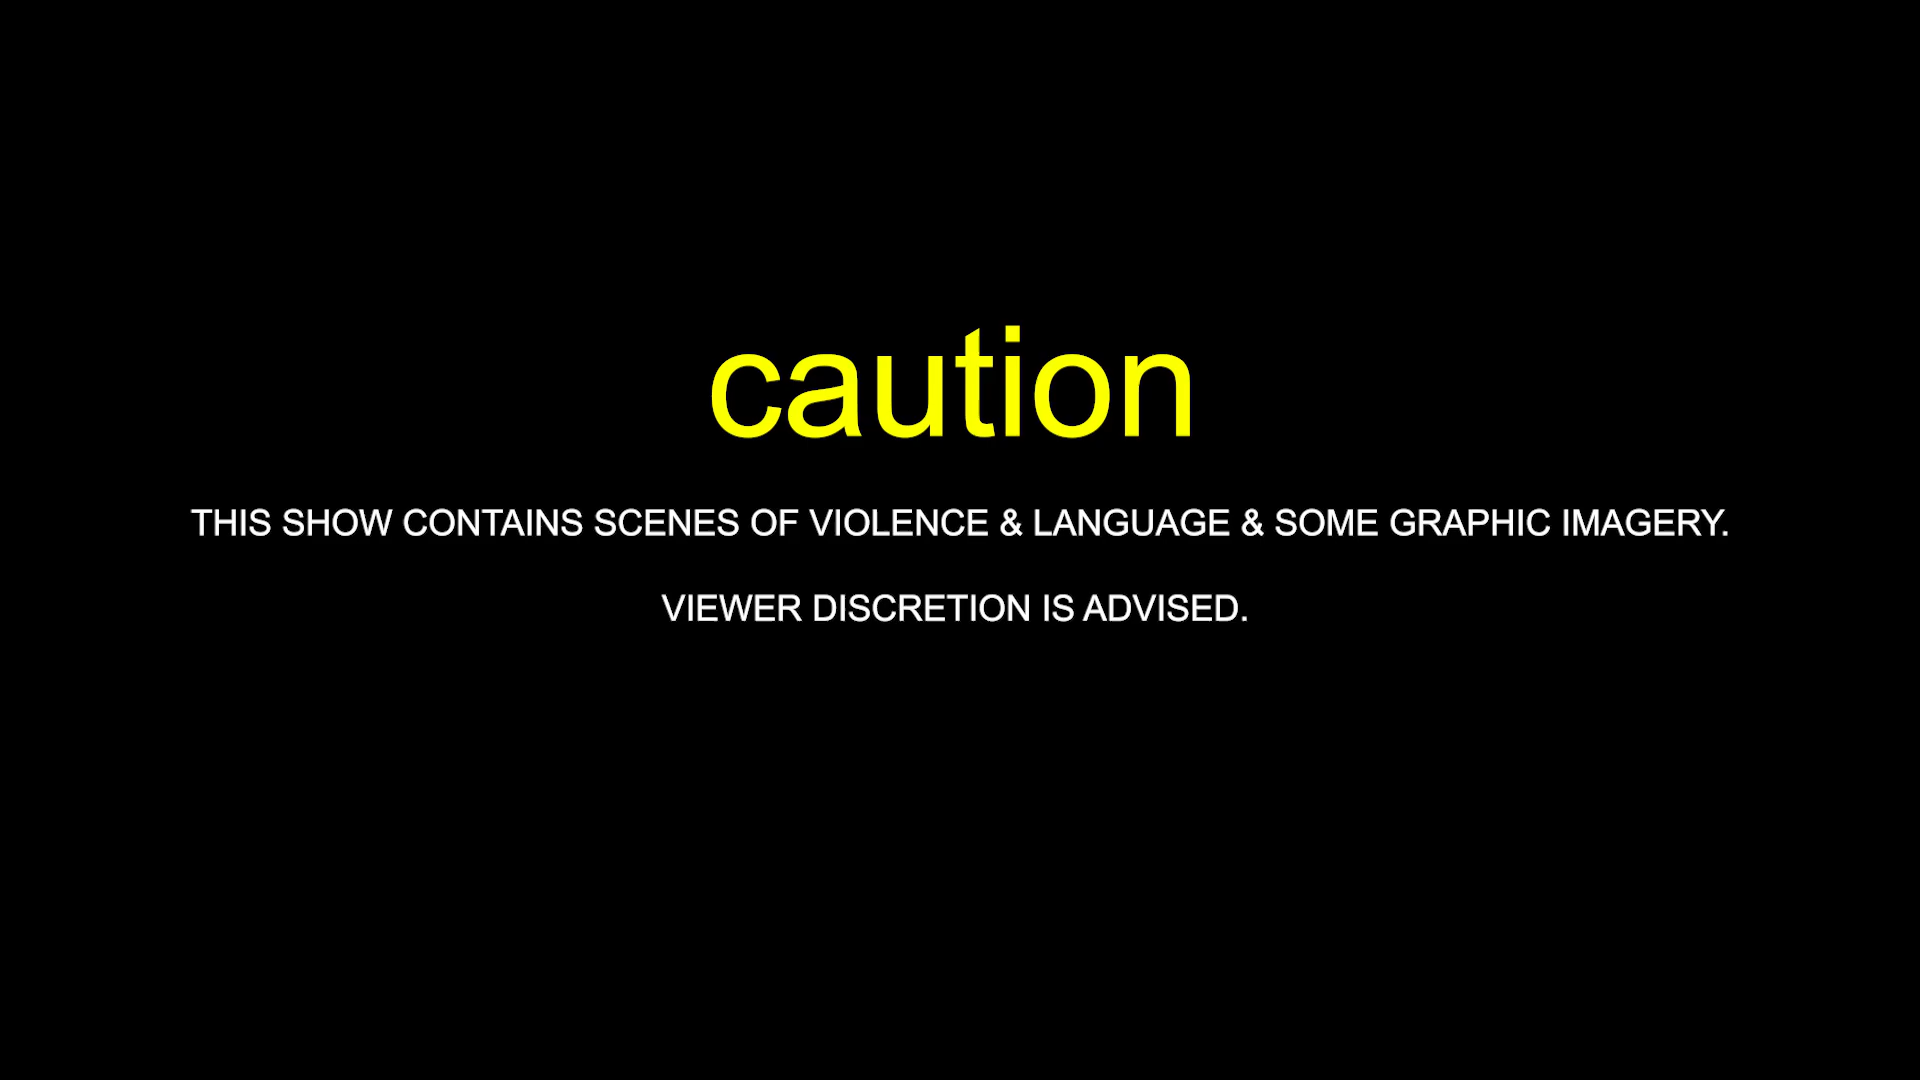 caution
THIS SHOW CONTAINS SCENES OF VIOLENCE & LANGUAGE & SOME GRAPHIC IMAGERY.
VIEWER DISCRETION IS ADVISED.